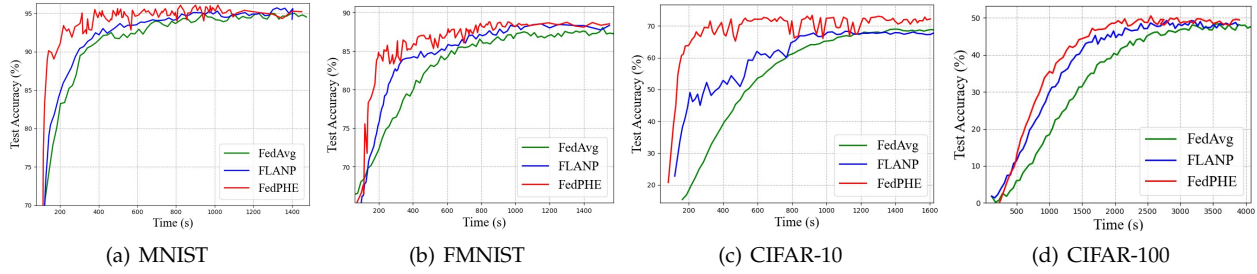 95
90
85
80
75
70
Test Accuracy (%)
200 400 600 800 1000 1200 1400
Time (s)
FedAvg
FLANP
FedPHE
(a) MNIST
90
85
80
75
70
Test Accuracy (%)
200 400 600 800 1000 1200 1400
Time (s)
FedAvg
FLANP
FedPHE
(b) FMNIST
70
60
50
40
30
20
Test Accuracy (%)
200 400 600 800 1000 1200 1400 1600
Time (s)
FedAvg
FLANP
FedPHE
(c) CIFAR-10
50
40
30
20
10
0
Test Accuracy (%)
500 1000 1500 2000 2500 3000 3500 4000
Time (s)
FedAvg
FLANP
FedPHE
(d) CIFAR-100